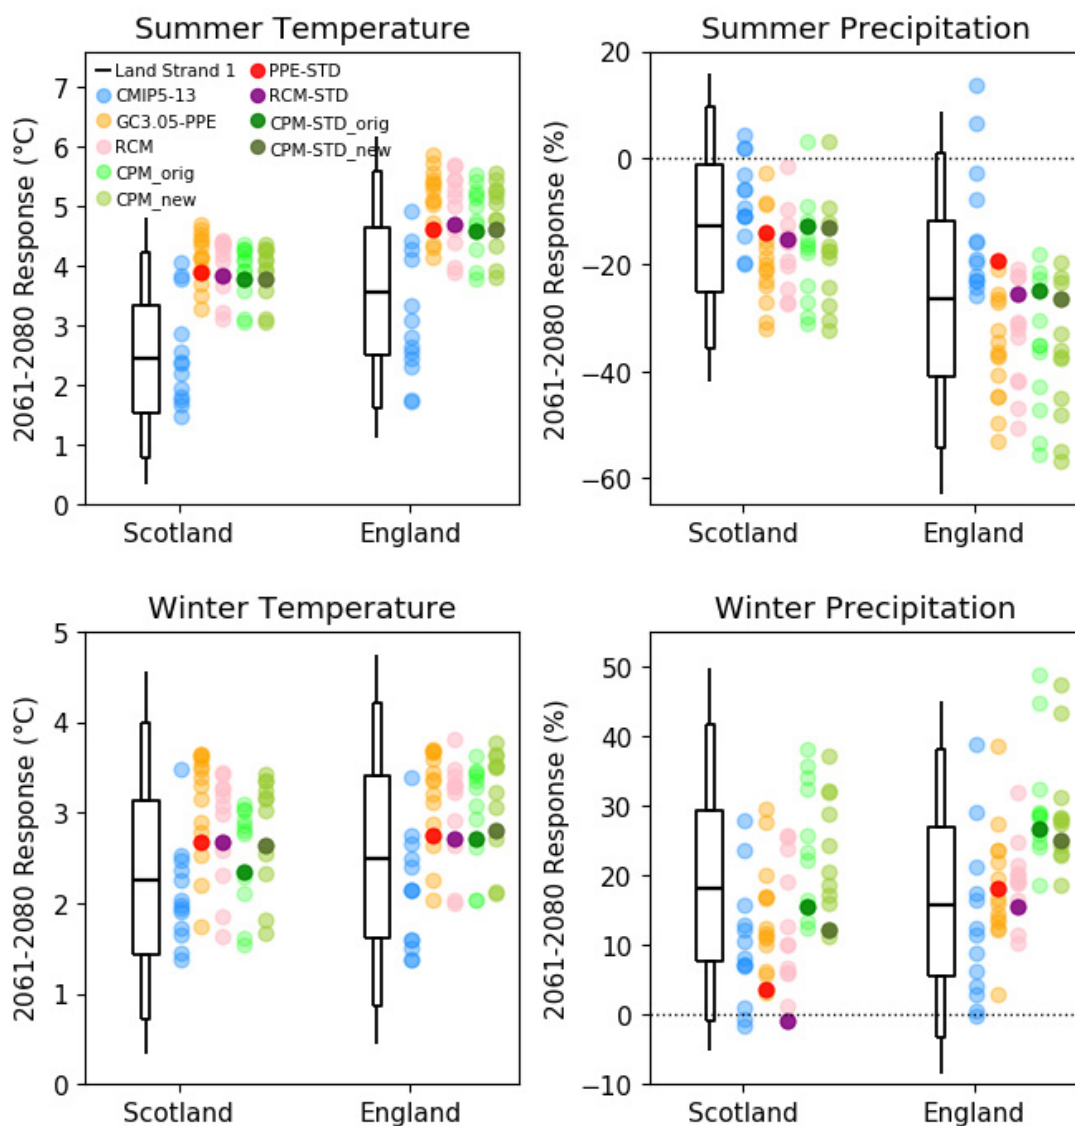 Summer Temperature
2061-2080 Response (°C)
7
6
5
4
3
2
1
0
Land Strand 1
CMIP5-13
GC3.05-PPE
RCM
CPM_orig
CPM_new
PPE-STD
RCM-STD
CPM-STD_orig
CPM-STD_new
Scotland England
Summer Precipitation
2061-2080 Response (%)
20
0
−20
−40
−60
Scotland England
Winter Temperature
2061-2080 Response (°C)
5
4
3
2
1
0
Scotland England
Winter Precipitation
2061-2080 Response (%)
50
40
30
20
10
0
−10
Scotland England